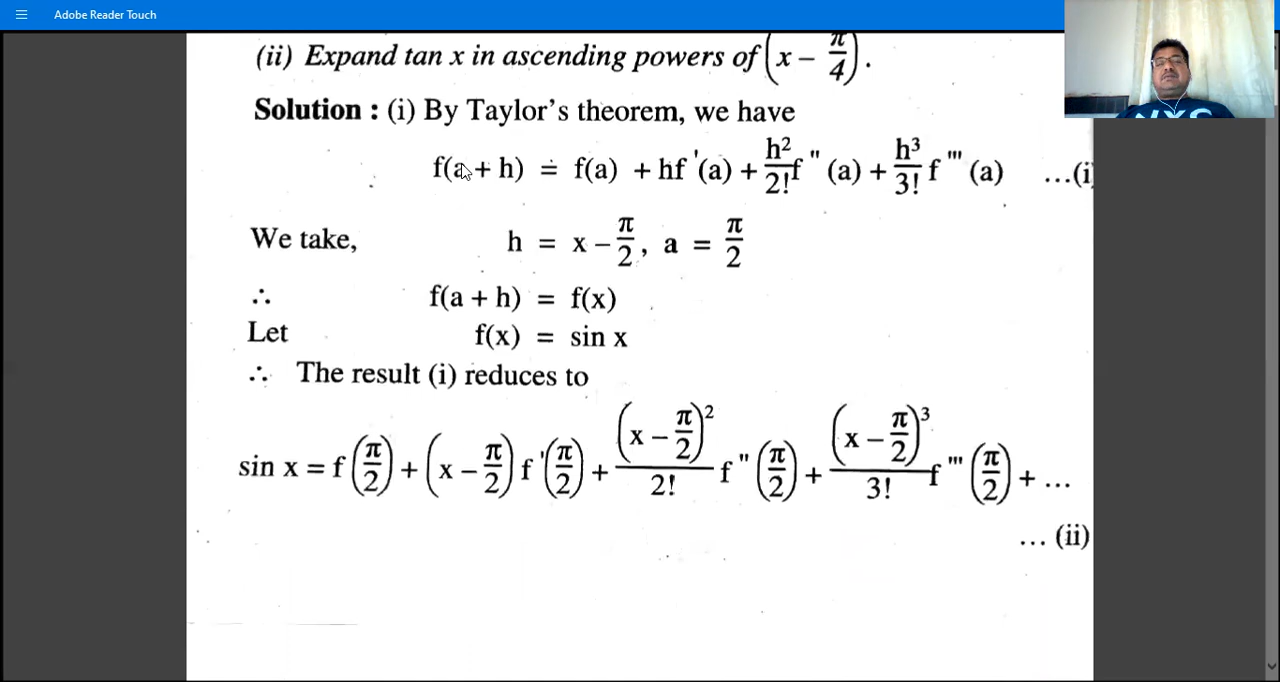 Adobe Reader Touch
(ii) Expand tan x in ascending powers of (x − π/4).
Solution : (i) By Taylor's theorem, we have
f(a + h) = f(a) + hf '(a) + h²/2! f " (a) + h³/3! f ''' (a) ...(i
We take, h = x − π/2, a = π/2
∴ f(a + h) = f(x)
Let f(x) = sin x
∴ The result (i) reduces to
sin x = f (π/2) + (x − π/2) f '(π/2) + (x − π/2)²/2! f " (π/2) + (x − π/2)³/3! f ''' (π/2) + ...
... (ii)